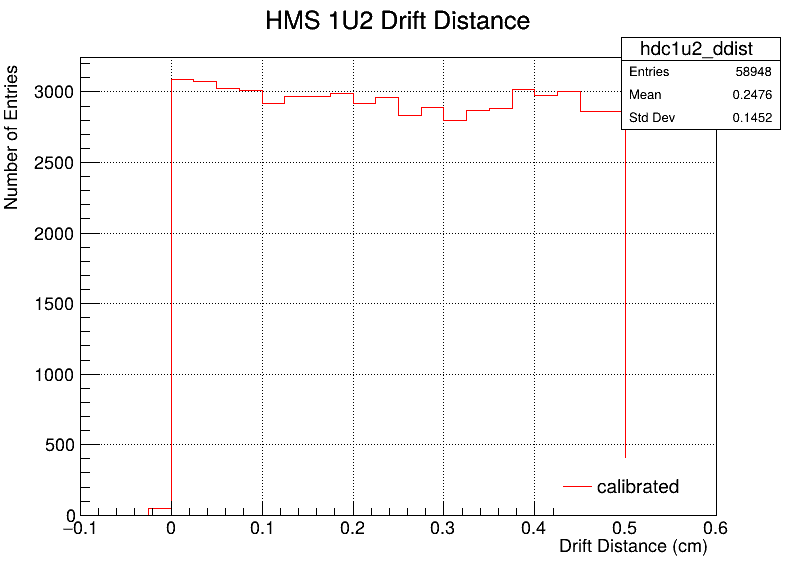 HMS 1U2 Drift Distance
hdc1u2_ddist
Entries 58948
Mean 0.2476
Std Dev 0.1452
Number of Entries
3000
2500
2000
1500
1000
500
0
−0.1 0 0.1 0.2 0.3 0.4 0.5 0.6
calibrated
Drift Distance (cm)